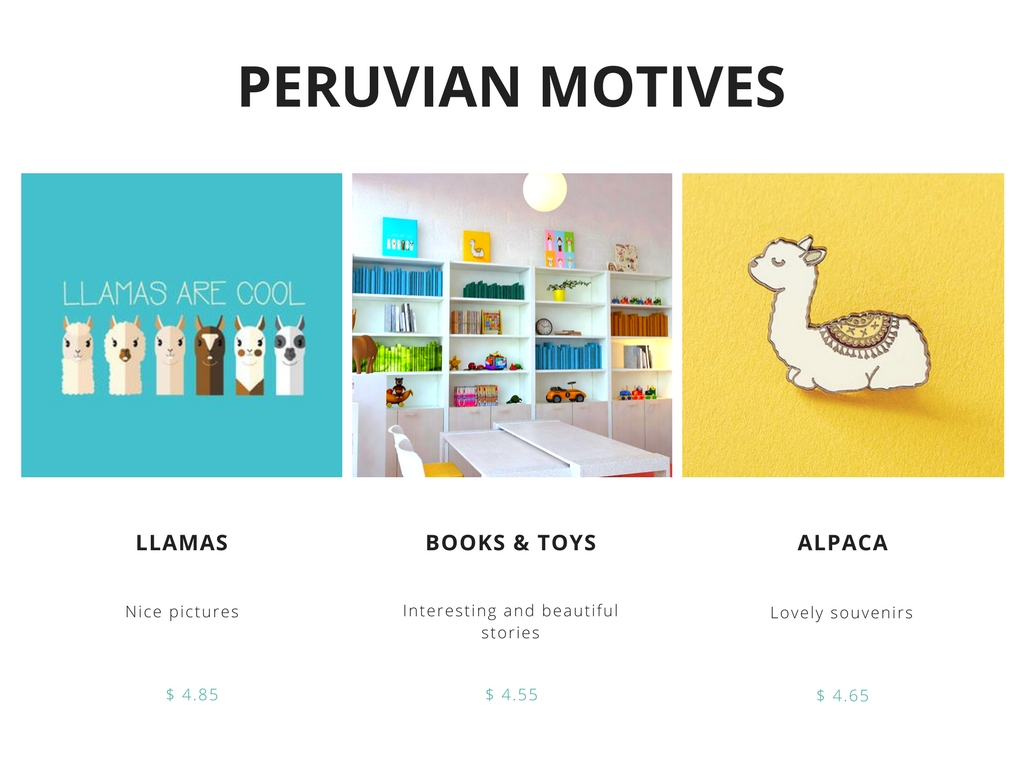 PERUVIAN MOTIVES
LLAMAS ARE COOL
LLAMAS
Nice pictures
$ 4.85
BOOKS & TOYS
Interesting and beautiful
stories
$ 4.55
ALPACA
Lovely souvenirs
$ 4.65